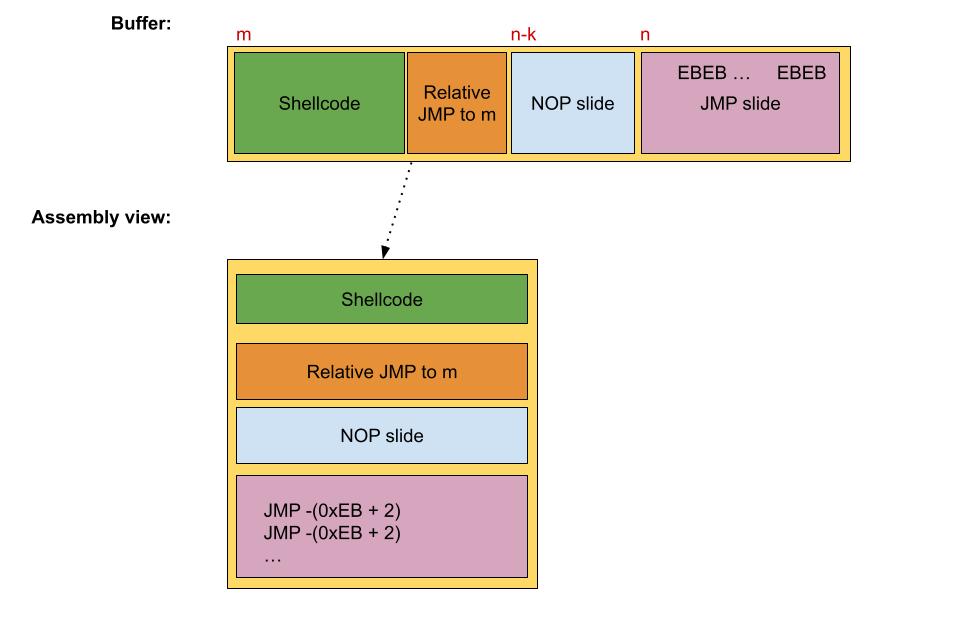 Buffer:
m
n-k
n
Shellcode
Relative
JMP to m
NOP slide
EBEB … EBEB
JMP slide
Assembly view:
Shellcode
Relative JMP to m
NOP slide
JMP -(0xEB + 2)
JMP -(0xEB + 2)
…